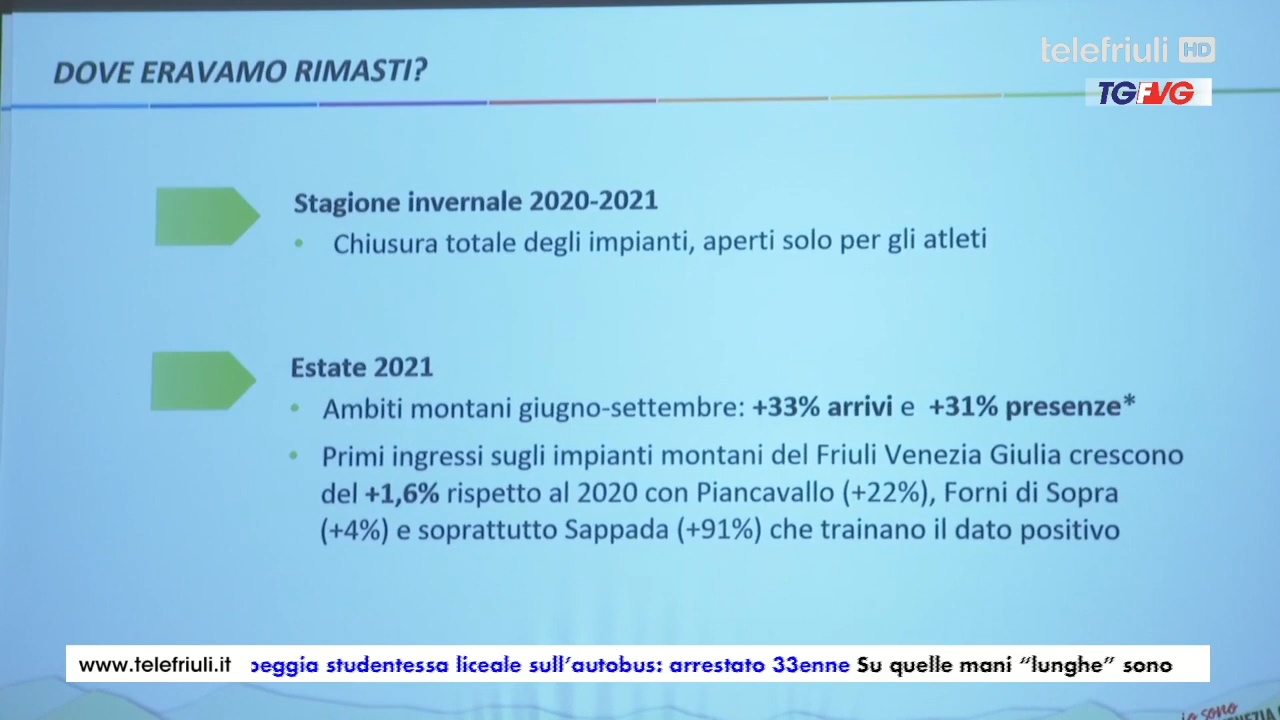 telefriuli HD
TGFVG
DOVE ERAVAMO RIMASTI?
Stagione invernale 2020-2021
• Chiusura totale degli impianti, aperti solo per gli atleti
Estate 2021
• Ambiti montani giugno-settembre: +33% arrivi e +31% presenze*
• Primi ingressi sugli impianti montani del Friuli Venezia Giulia crescono
del +1,6% rispetto al 2020 con Piancavallo (+22%), Forni di Sopra
(+4%) e soprattutto Sappada (+91%) che trainano il dato positivo
www.telefriuli.it peggia studentessa liceale sull'autobus: arrestato 33enne Su quelle mani “lunghe” sono
io sono